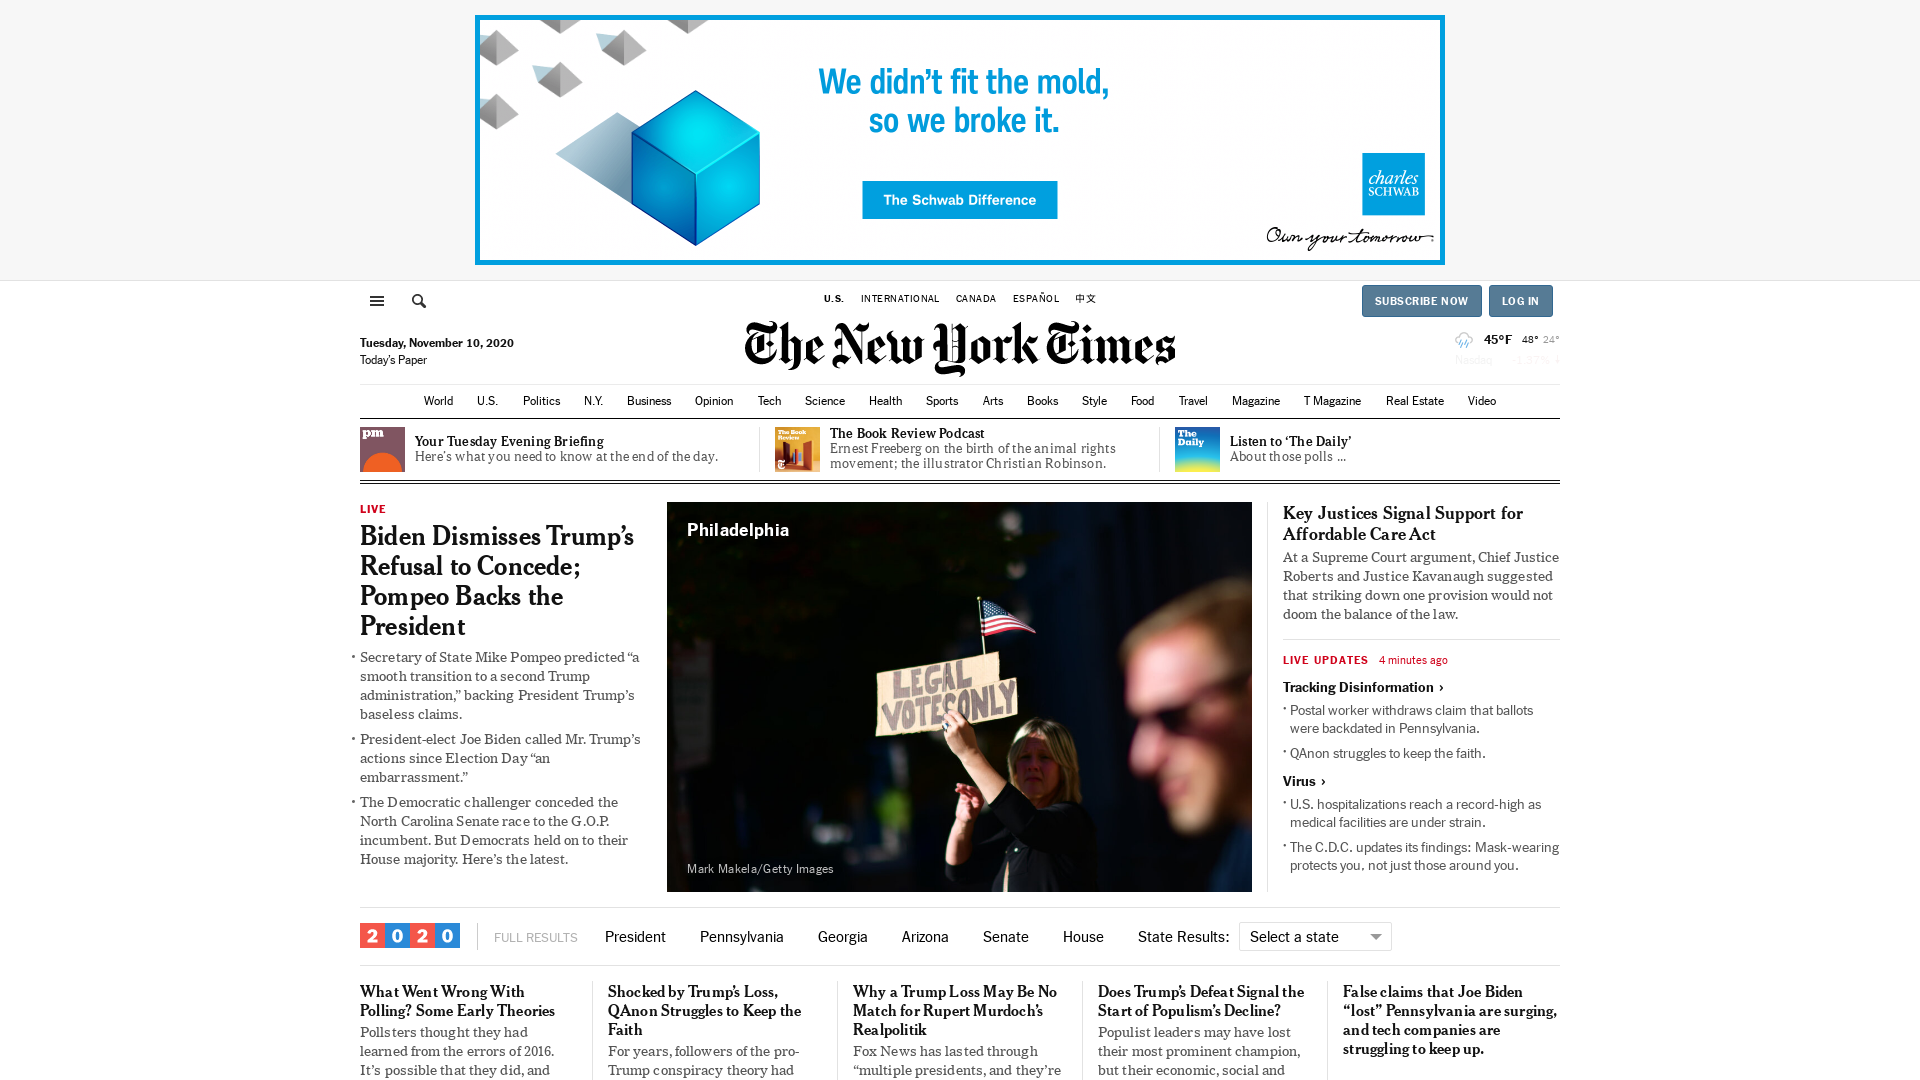 We didn't fit the mold,
so we broke it.
The Schwab Difference
charles
SCHWAB
Own your tomorrow.
U.S. INTERNATIONAL CANADA ESPAÑOL 中文
SUBSCRIBE NOW LOG IN
Tuesday, November 10, 2020
Today's Paper
The New York Times
45°F 48° 24°
Nasdaq -1.37% ↓
World U.S. Politics N.Y. Business Opinion Tech Science Health Sports Arts Books Style Food Travel Magazine T Magazine Real Estate Video
pm
Your Tuesday Evening Briefing
Here's what you need to know at the end of the day.
The Book
Review
The Book Review Podcast
Ernest Freeberg on the birth of the animal rights
movement; the illustrator Christian Robinson.
The
Daily
Listen to ‘The Daily’
About those polls ...
LIVE
Biden Dismisses Trump’s
Refusal to Concede;
Pompeo Backs the
President
• Secretary of State Mike Pompeo predicted “a
smooth transition to a second Trump
administration,” backing President Trump’s
baseless claims.
• President-elect Joe Biden called Mr. Trump’s
actions since Election Day “an
embarrassment.”
• The Democratic challenger conceded the
North Carolina Senate race to the G.O.P.
incumbent. But Democrats held on to their
House majority. Here’s the latest.
Philadelphia
LEGAL
VOTES ONLY
Mark Makela/Getty Images
Key Justices Signal Support for
Affordable Care Act
At a Supreme Court argument, Chief Justice
Roberts and Justice Kavanaugh suggested
that striking down one provision would not
doom the balance of the law.
LIVE UPDATES 4 minutes ago
Tracking Disinformation ›
• Postal worker withdraws claim that ballots
were backdated in Pennsylvania.
• QAnon struggles to keep the faith.
Virus ›
• U.S. hospitalizations reach a record-high as
medical facilities are under strain.
• The C.D.C. updates its findings: Mask-wearing
protects you, not just those around you.
2020 FULL RESULTS President Pennsylvania Georgia Arizona Senate House State Results: Select a state
What Went Wrong With
Polling? Some Early Theories
Pollsters thought they had
learned from the errors of 2016.
It’s possible that they did, and
Shocked by Trump’s Loss,
QAnon Struggles to Keep the
Faith
For years, followers of the pro-
Trump conspiracy theory had
Why a Trump Loss May Be No
Match for Rupert Murdoch’s
Realpolitik
Fox News has lasted through
“multiple presidents, and they’re
Does Trump’s Defeat Signal the
Start of Populism’s Decline?
Populist leaders may have lost
their most prominent champion,
but their economic, social and
False claims that Joe Biden
“lost” Pennsylvania are surging,
and tech companies are
struggling to keep up.